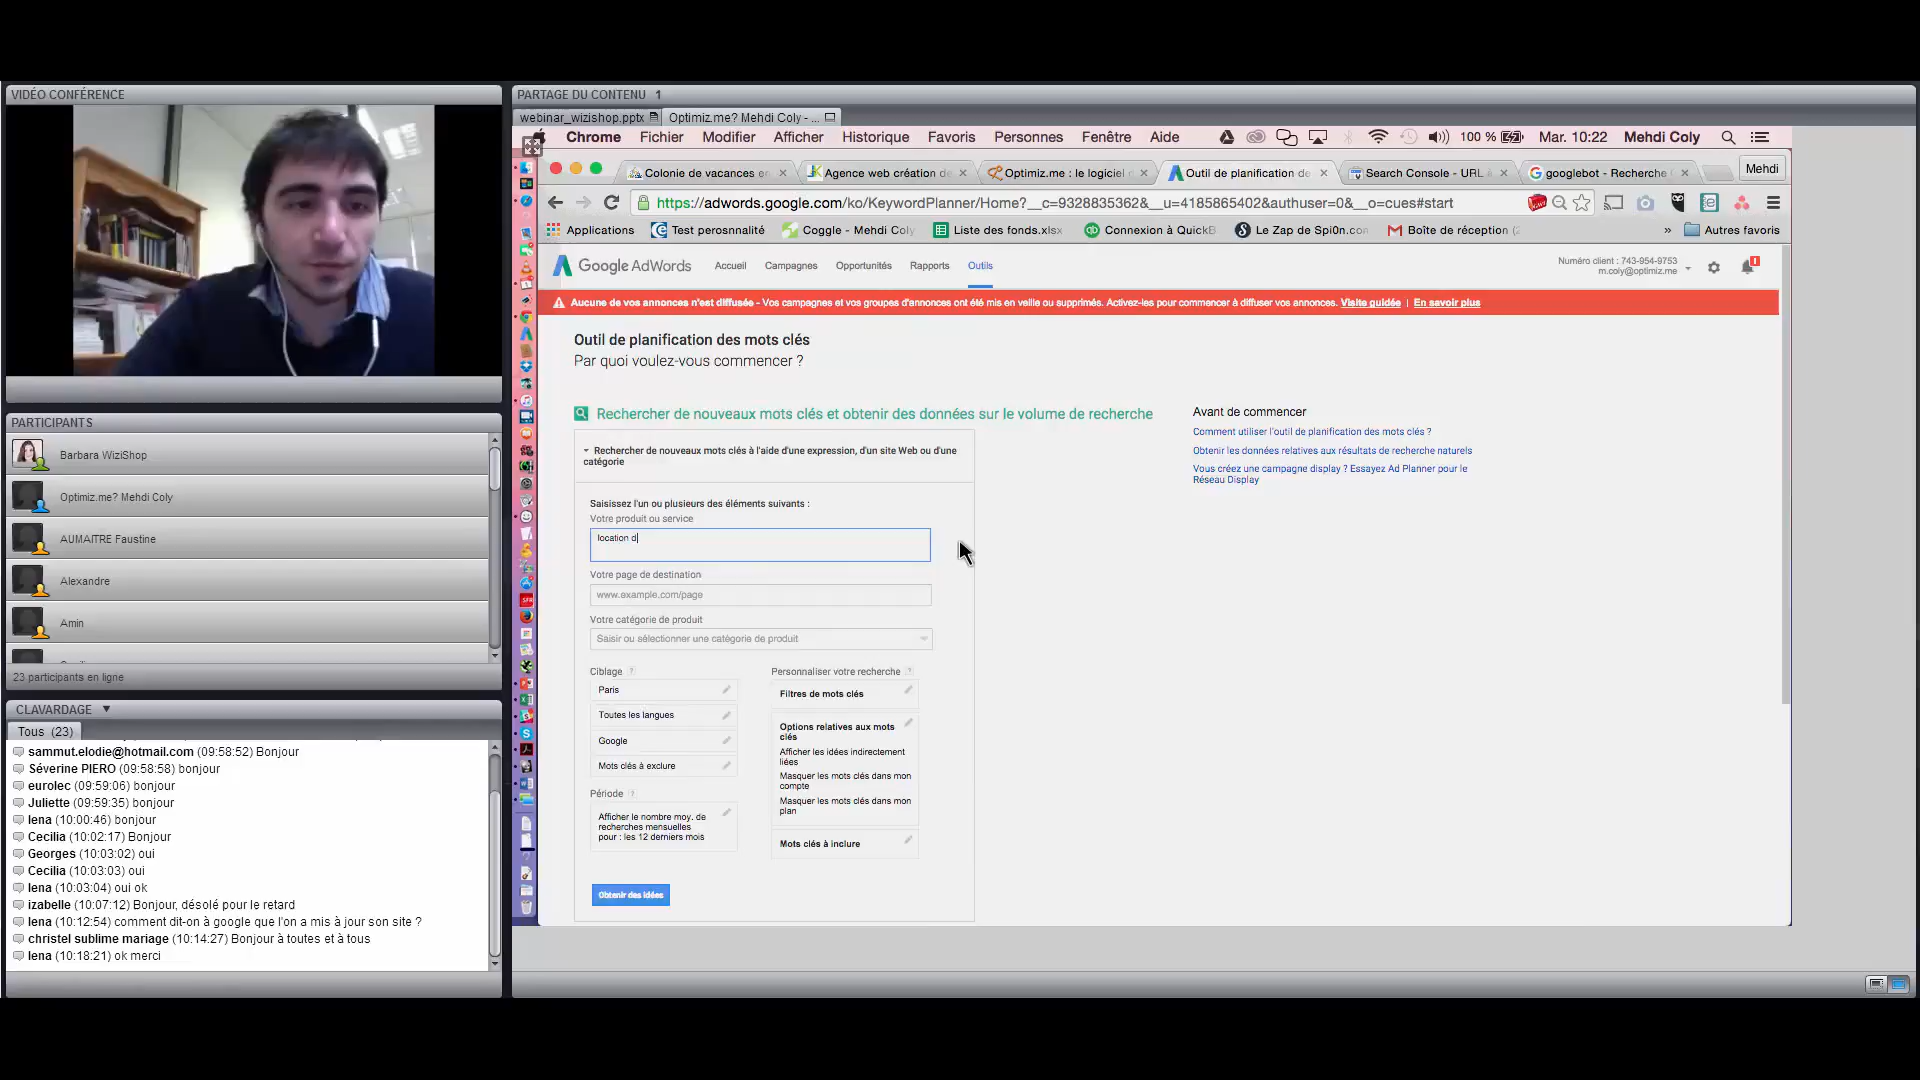 VIDÉO CONFÉRENCE
PARTICIPANTS
Barbara WiziShop
Optimiz.me? Mehdi Coly
AUMAITRE Faustine
Alexandre
Amin
23 participants en ligne
CLAVARDAGE
Tous (23)
sammut.elodie@hotmail.com (09:58:52) Bonjour
Séverine PIERO (09:58:58) bonjour
eurolec (09:59:06) bonjour
Juliette (09:59:35) bonjour
lena (10:00:46) bonjour
Cecilia (10:02:17) Bonjour
Georges (10:03:02) oui
Cecilia (10:03:03) oui
lena (10:03:04) oui ok
izabelle (10:07:12) Bonjour, désolé pour le retard
lena (10:12:54) comment dit-on à google que l'on a mis à jour son site ?
christel sublime mariage (10:14:27) Bonjour à toutes et à tous
lena (10:18:21) ok merci
PARTAGE DU CONTENU 1
webinar_wizishop.pptx Optimiz.me? Mehdi Coly - ...
Chrome Fichier Modifier Afficher Historique Favoris Personnes Fenêtre Aide 100 % Mar. 10:22 Mehdi Coly
Colonie de vacances en Agence web création de Optimiz.me : le logiciel Outil de planification de Search Console - URL googlebot - Recherche Mehdi
https://adwords.google.com/ko/KeywordPlanner/Home?__c=9328835362&__u=4185865402&authuser=0&__o=cues#start
Applications Test perosnnalité Coggle - Mehdi Coly Liste des fonds.xlsx Connexion à QuickB Le Zap de Spi0n.com Boîte de réception » Autres favoris
Google AdWords Accueil Campagnes Opportunités Rapports Outils
Numéro client : 743-954-9753
m.coly@optimiz.me
Aucune de vos annonces n'est diffusée - Vos campagnes et vos groupes d'annonces ont été mis en veille ou supprimés. Activez-les pour commencer à diffuser vos annonces. Visite guidée | En savoir plus
Outil de planification des mots clés
Par quoi voulez-vous commencer ?
Rechercher de nouveaux mots clés et obtenir des données sur le volume de recherche
Rechercher de nouveaux mots clés à l'aide d'une expression, d'un site Web ou d'une
catégorie
Saisissez l'un ou plusieurs des éléments suivants :
Votre produit ou service
location d
Votre page de destination
www.example.com/page
Votre catégorie de produit
Saisir ou sélectionner une catégorie de produit
Ciblage ?
Paris
Toutes les langues
Google
Mots clés à exclure
Période ?
Afficher le nombre moy. de
recherches mensuelles
pour : les 12 derniers mois
Personnaliser votre recherche ?
Filtres de mots clés
Options relatives aux mots
clés
Afficher les idées indirectement
liées
Masquer les mots clés dans mon
compte
Masquer les mots clés dans mon
plan
Mots clés à inclure
Obtenir des idées
Avant de commencer
Comment utiliser l'outil de planification des mots clés ?
Obtenir les données relatives aux résultats de recherche naturels
Vous créez une campagne display ? Essayez Ad Planner pour le
Réseau Display